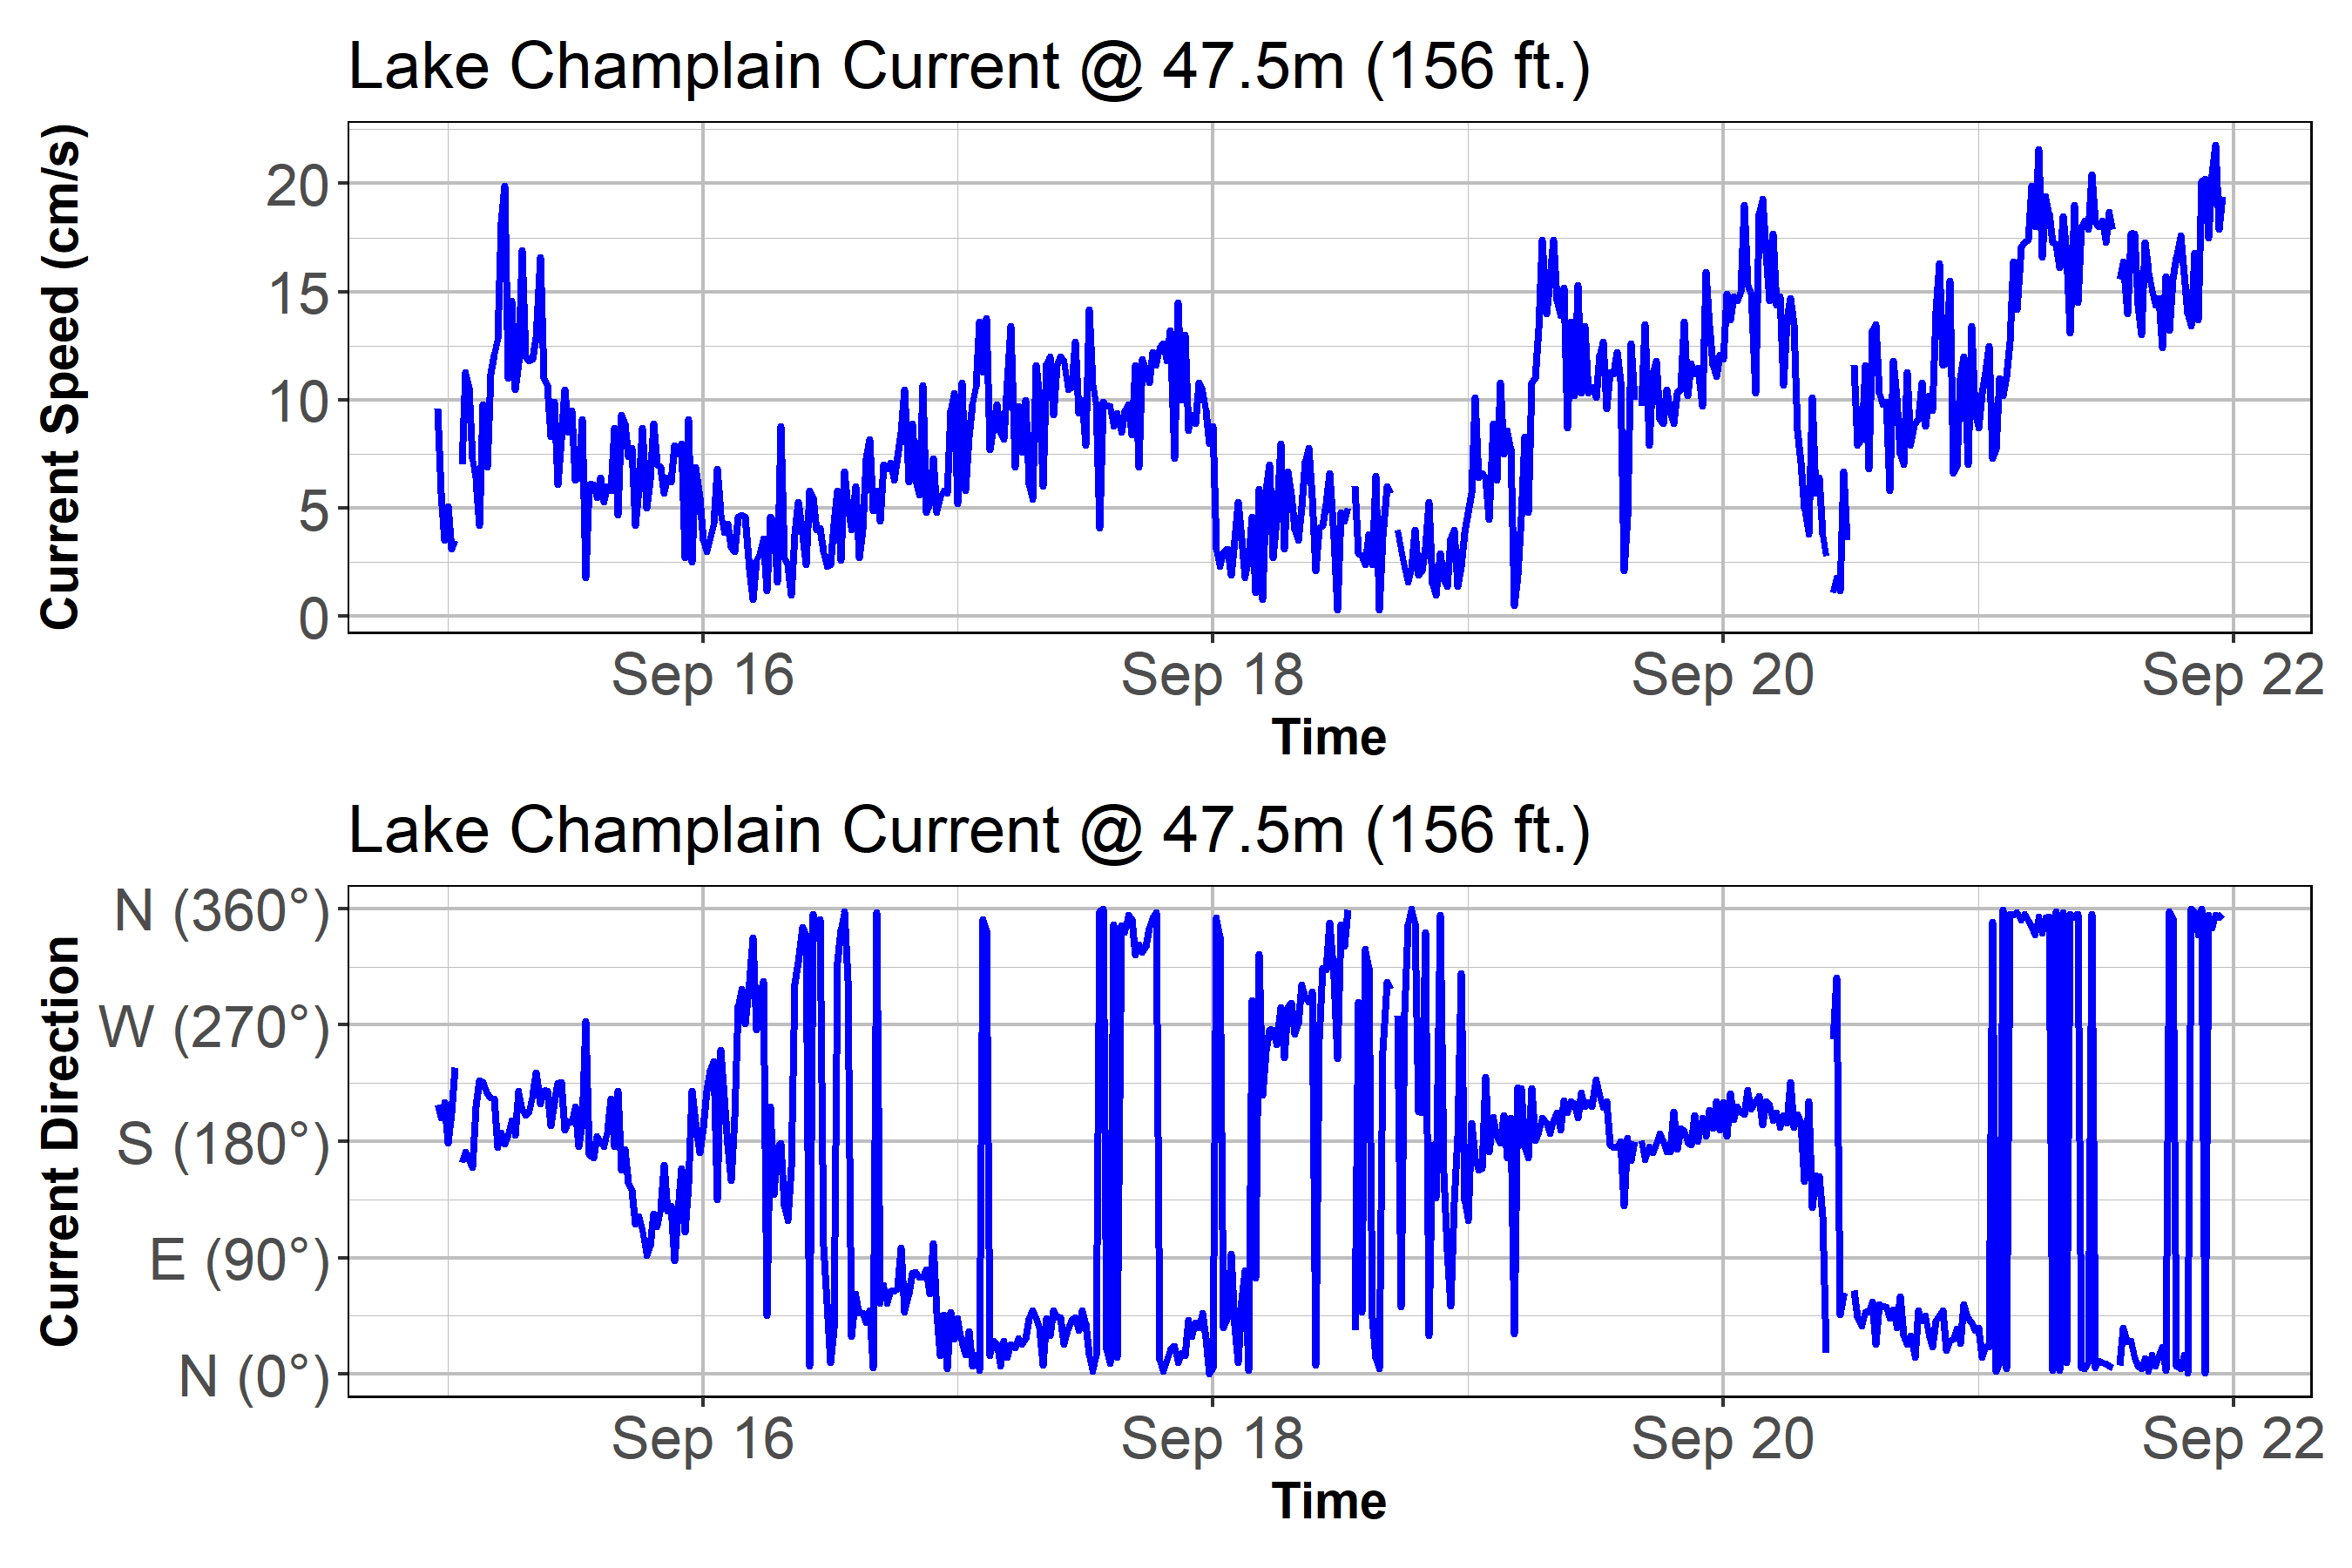 Lake Champlain Current @ 47.5m (156 ft.)
Current Speed (cm/s)
20
15
10
5
0
Sep 16 Sep 18 Sep 20 Sep 22
Time
Lake Champlain Current @ 47.5m (156 ft.)
Current Direction
N (360°)
W (270°)
S (180°)
E (90°)
N (0°)
Sep 16 Sep 18 Sep 20 Sep 22
Time